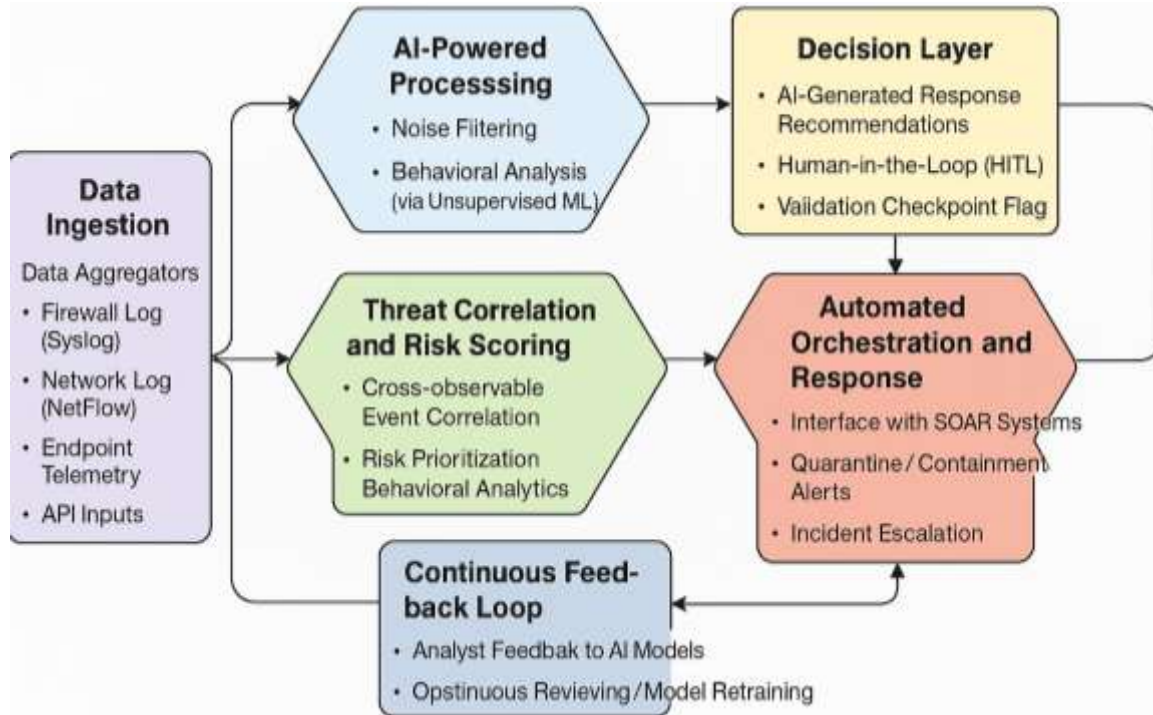 AI-Powered
Processsing
• Noise Fiitering
• Behavioral Analysis
(via Unsupervised ML)
Decision Layer
• AI-Generated Response
Recommendations
• Human-in-the-Loop (HITL)
• Vaiidation Checkpoint Flag
Data
Ingestion
Data Aggregators
• Firewall Log
(Syslog)
• Network Log
(NetFlow)
• Endpoint
Telemetry
• API Inputs
Threat Correlation
and Risk Scoring
• Cross-observable
Event Correlation
• Risk Prioritization
Behavioral Analytics
Automated
Orchestration and
Response
• Interface with SOAR Systems
• Quarantine/Containment
Alerts
• Incident Escalation
Continuous Feed-
back Loop
• Analyst Feedbak to AI Models
• Opstinuous Revieving/Model Retraining